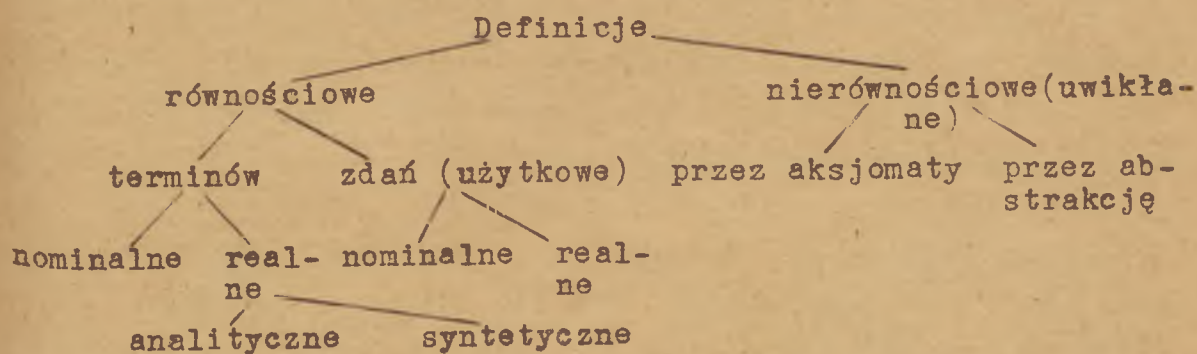 Definicje
równościowe nierównościowe(uwikła-
ne)
terminów zdań (użytkowe) przez aksjomaty przez ab-
strakcję
nominalne real- nominalne real-
ne ne
analityczne syntetyczne